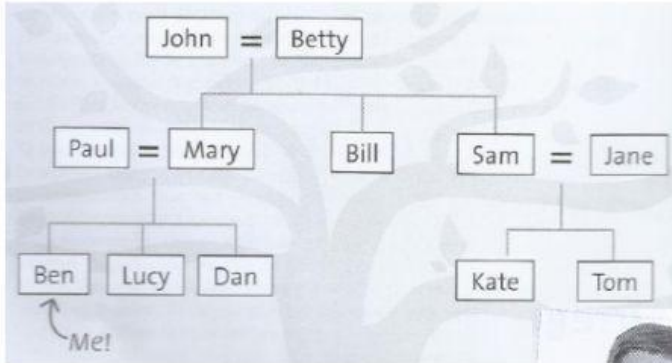 John = Betty
Paul = Mary Bill Sam = Jane
Ben Lucy Dan Kate Tom
Me!